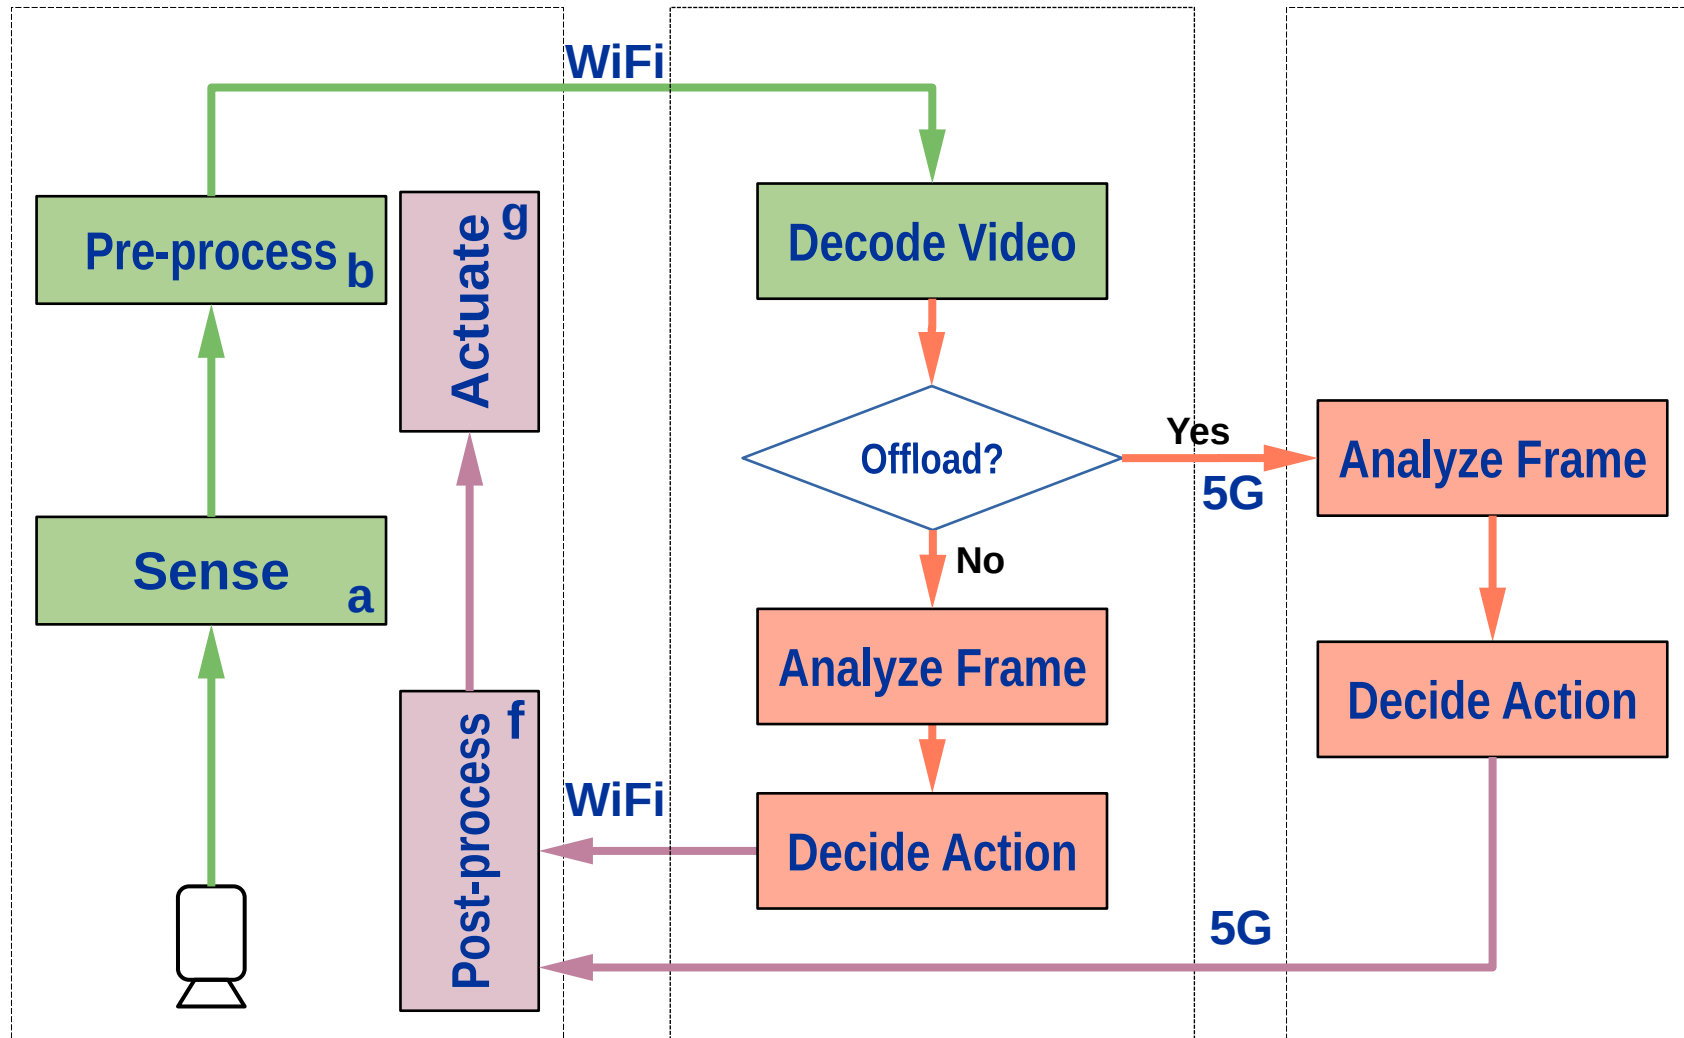 WiFi
Pre-process
b
Actuate
g
Decode Video
Sense
a
Offload?
Yes
5G
No
Analyze Frame
Decide Action
Analyze Frame
Decide Action
WiFi
5G
Post-process
f